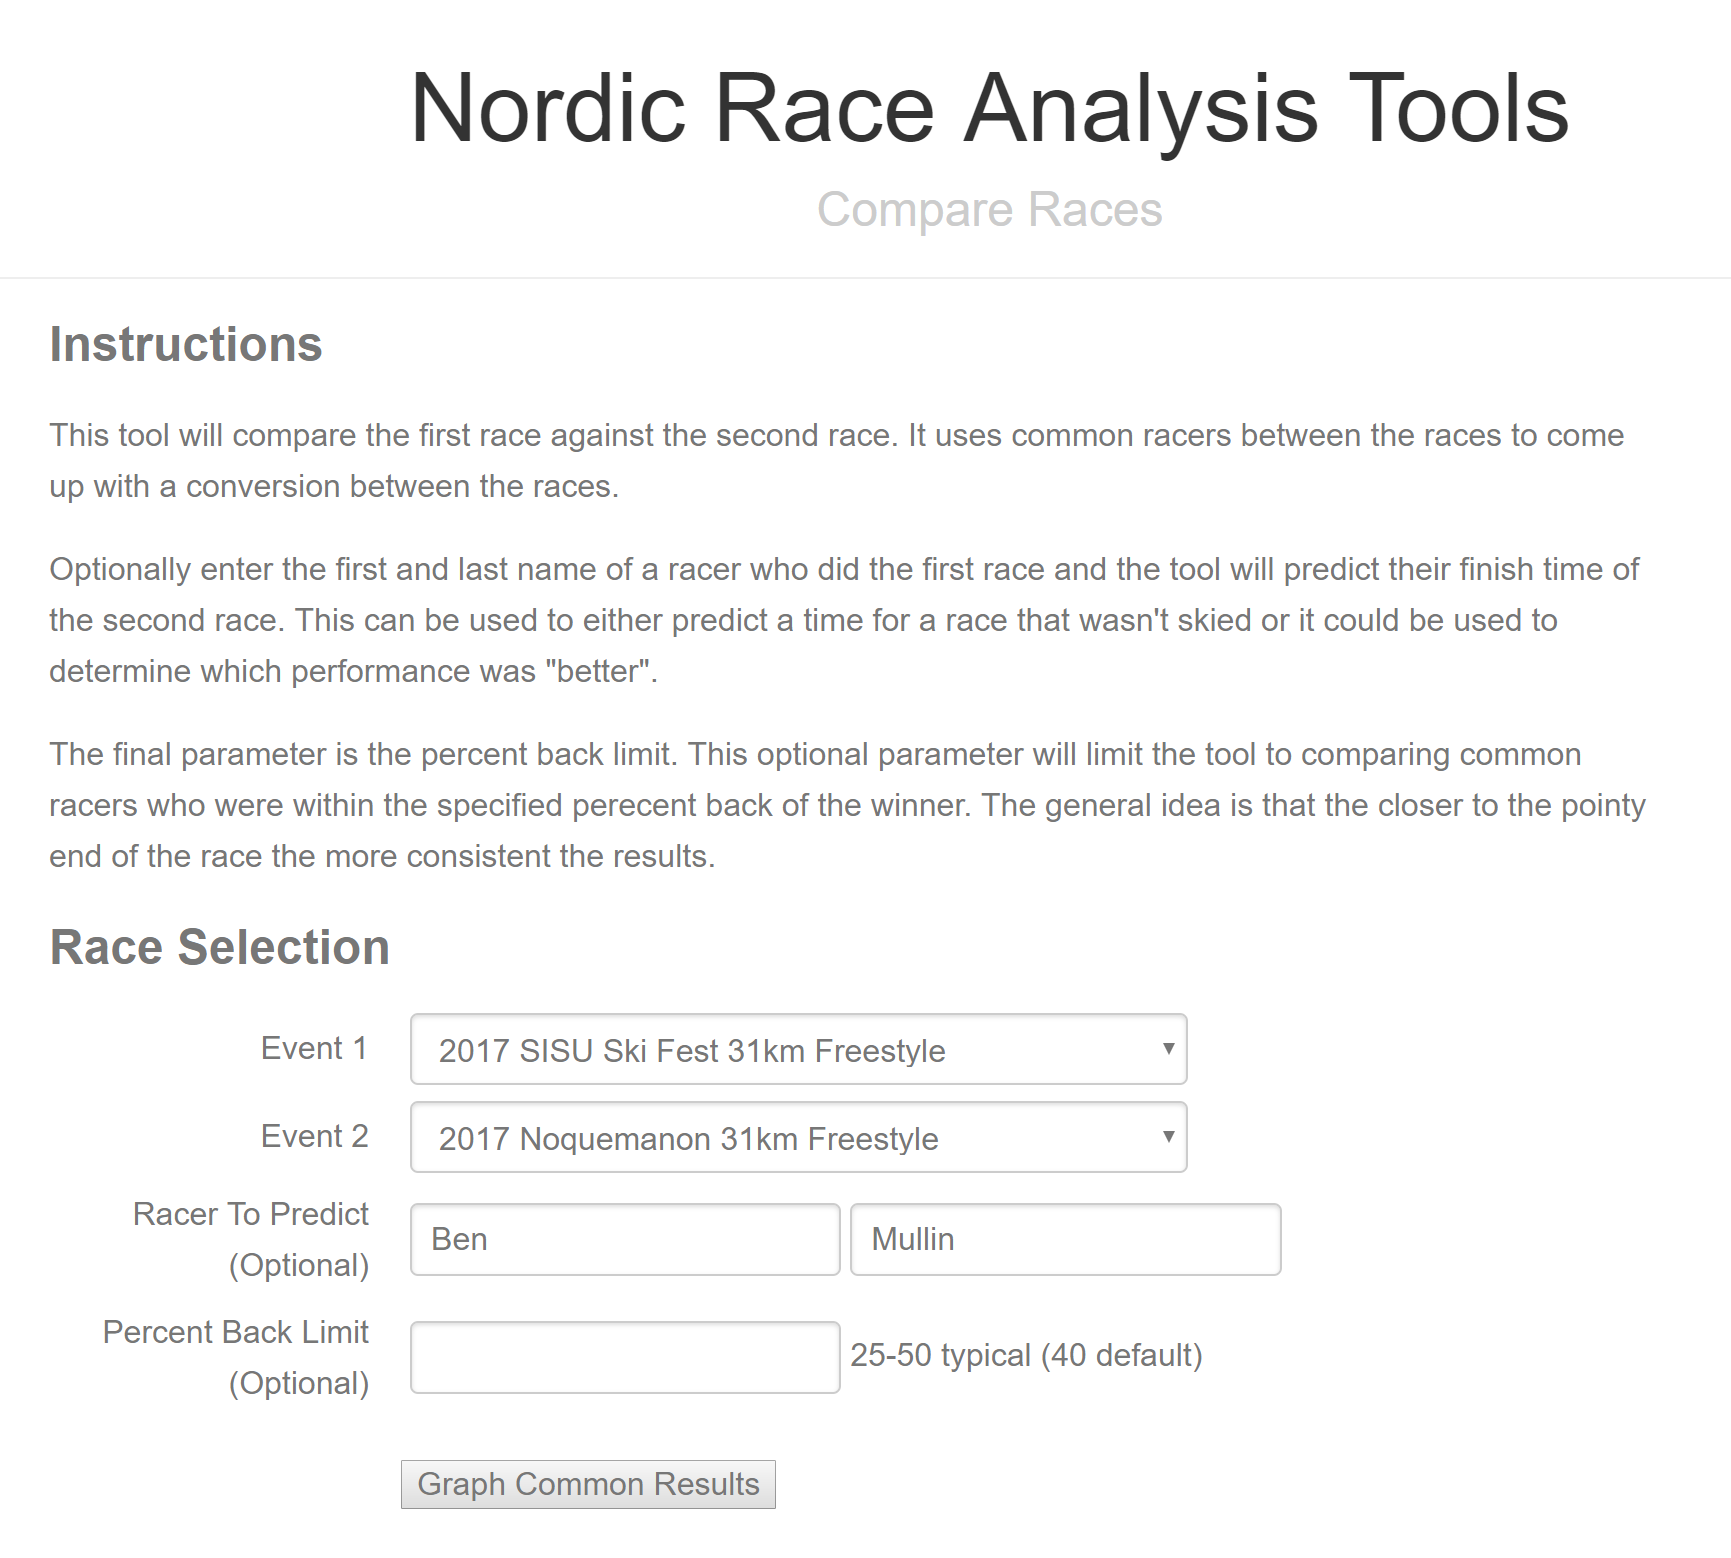 Nordic Race Analysis Tools
Compare Races
Instructions
This tool will compare the first race against the second race. It uses common racers between the races to come
up with a conversion between the races.
Optionally enter the first and last name of a racer who did the first race and the tool will predict their finish time of
the second race. This can be used to either predict a time for a race that wasn't skied or it could be used to
determine which performance was "better".
The final parameter is the percent back limit. This optional parameter will limit the tool to comparing common
racers who were within the specified perecent back of the winner. The general idea is that the closer to the pointy
end of the race the more consistent the results.
Race Selection
Event 1 2017 SISU Ski Fest 31km Freestyle
Event 2 2017 Noquemanon 31km Freestyle
Racer To Predict
(Optional)
Ben Mullin
Percent Back Limit
(Optional)
25-50 typical (40 default)
Graph Common Results